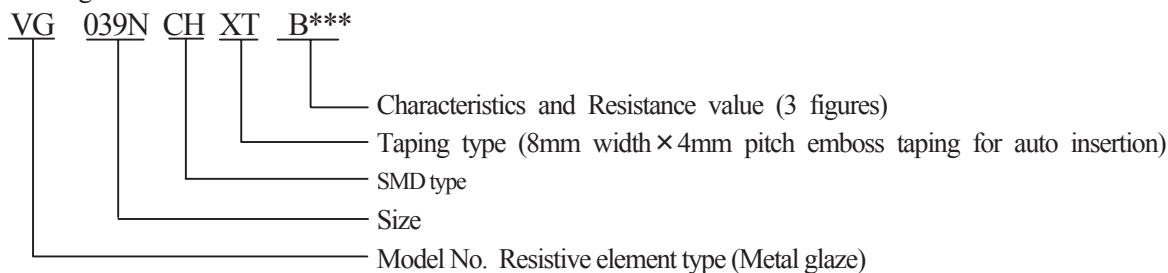 VG 039N CH XT B***
Characteristics and Resistance value (3 figures)
Taping type (8mm width×4mm pitch emboss taping for auto insertion)
SMD type
Size
Model No. Resistive element type (Metal glaze)